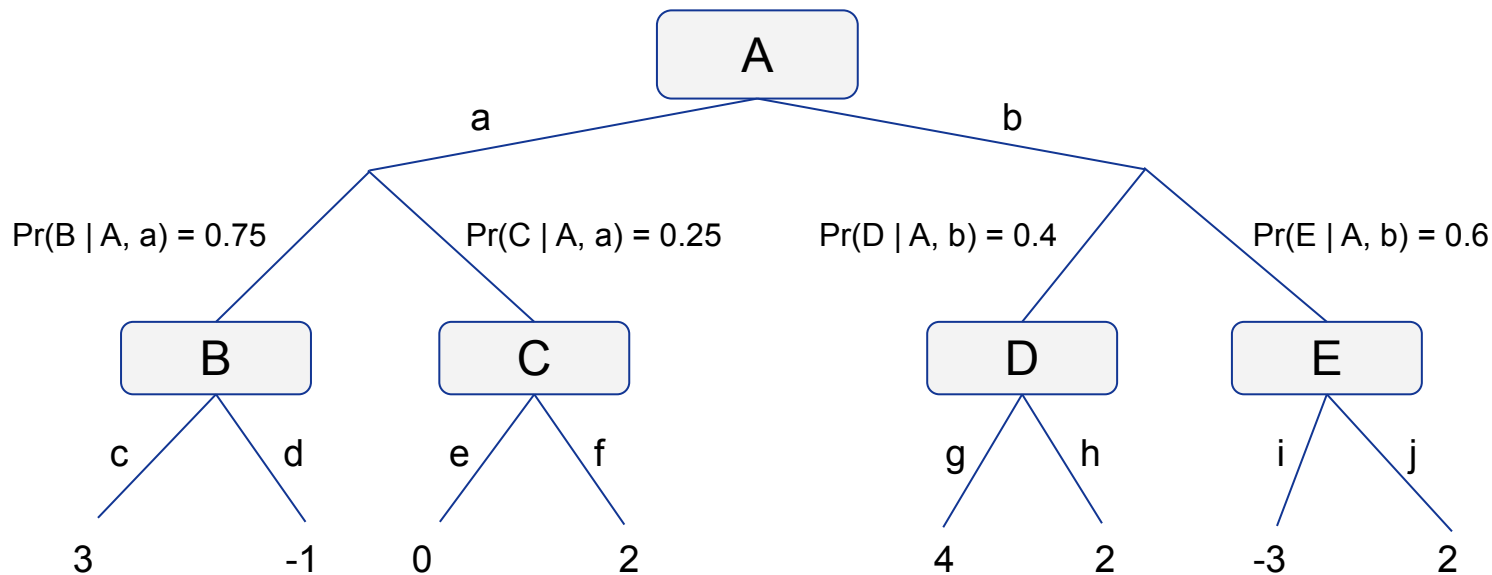 A
a
b
Pr(B | A, a) = 0.75
Pr(C | A, a) = 0.25
Pr(D | A, b) = 0.4
Pr(E | A, b) = 0.6
B
C
D
E
c
d
e
f
g
h
i
j
3
-1
0
2
4
2
-3
2